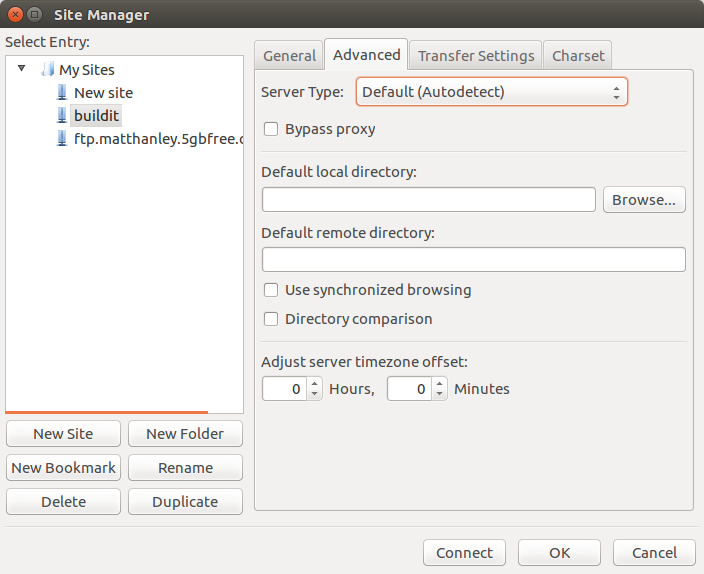 Site Manager
Select Entry:
My Sites
New site
buildit
ftp.matthanley.5gbfree.c
New Site
New Folder
New Bookmark
Rename
Delete
Duplicate
General
Advanced
Transfer Settings
Charset
Server Type: Default (Autodetect)
Bypass proxy
Default local directory:
Browse...
Default remote directory:
Use synchronized browsing
Directory comparison
Adjust server timezone offset:
0 Hours, 0 Minutes
Connect
OK
Cancel